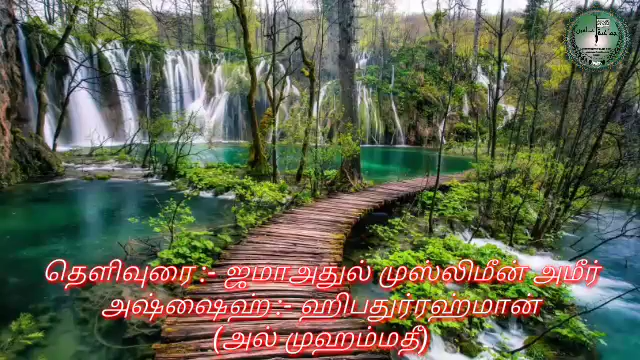 தெளிவுரை :- ஜமாஅதுல் முஸ்லிமீன் அமீர்
அஷ்ஷைஹ் :- ஹிபதுர்ரஹ்மான்
(அல் முஹம்மதீ)